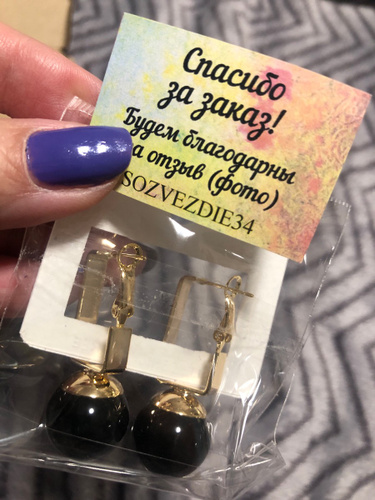 Спасибо
за заказ!
Будем благодарны
а отзыв (фото)
SOZVEZDIE34